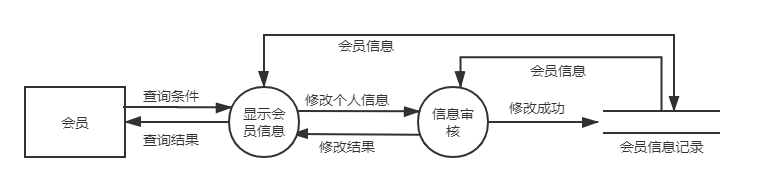 会员信息
会员信息
查询条件
修改个人信息
修改成功
会员
显示会
员信息
信息审
核
查询结果
修改结果
会员信息记录